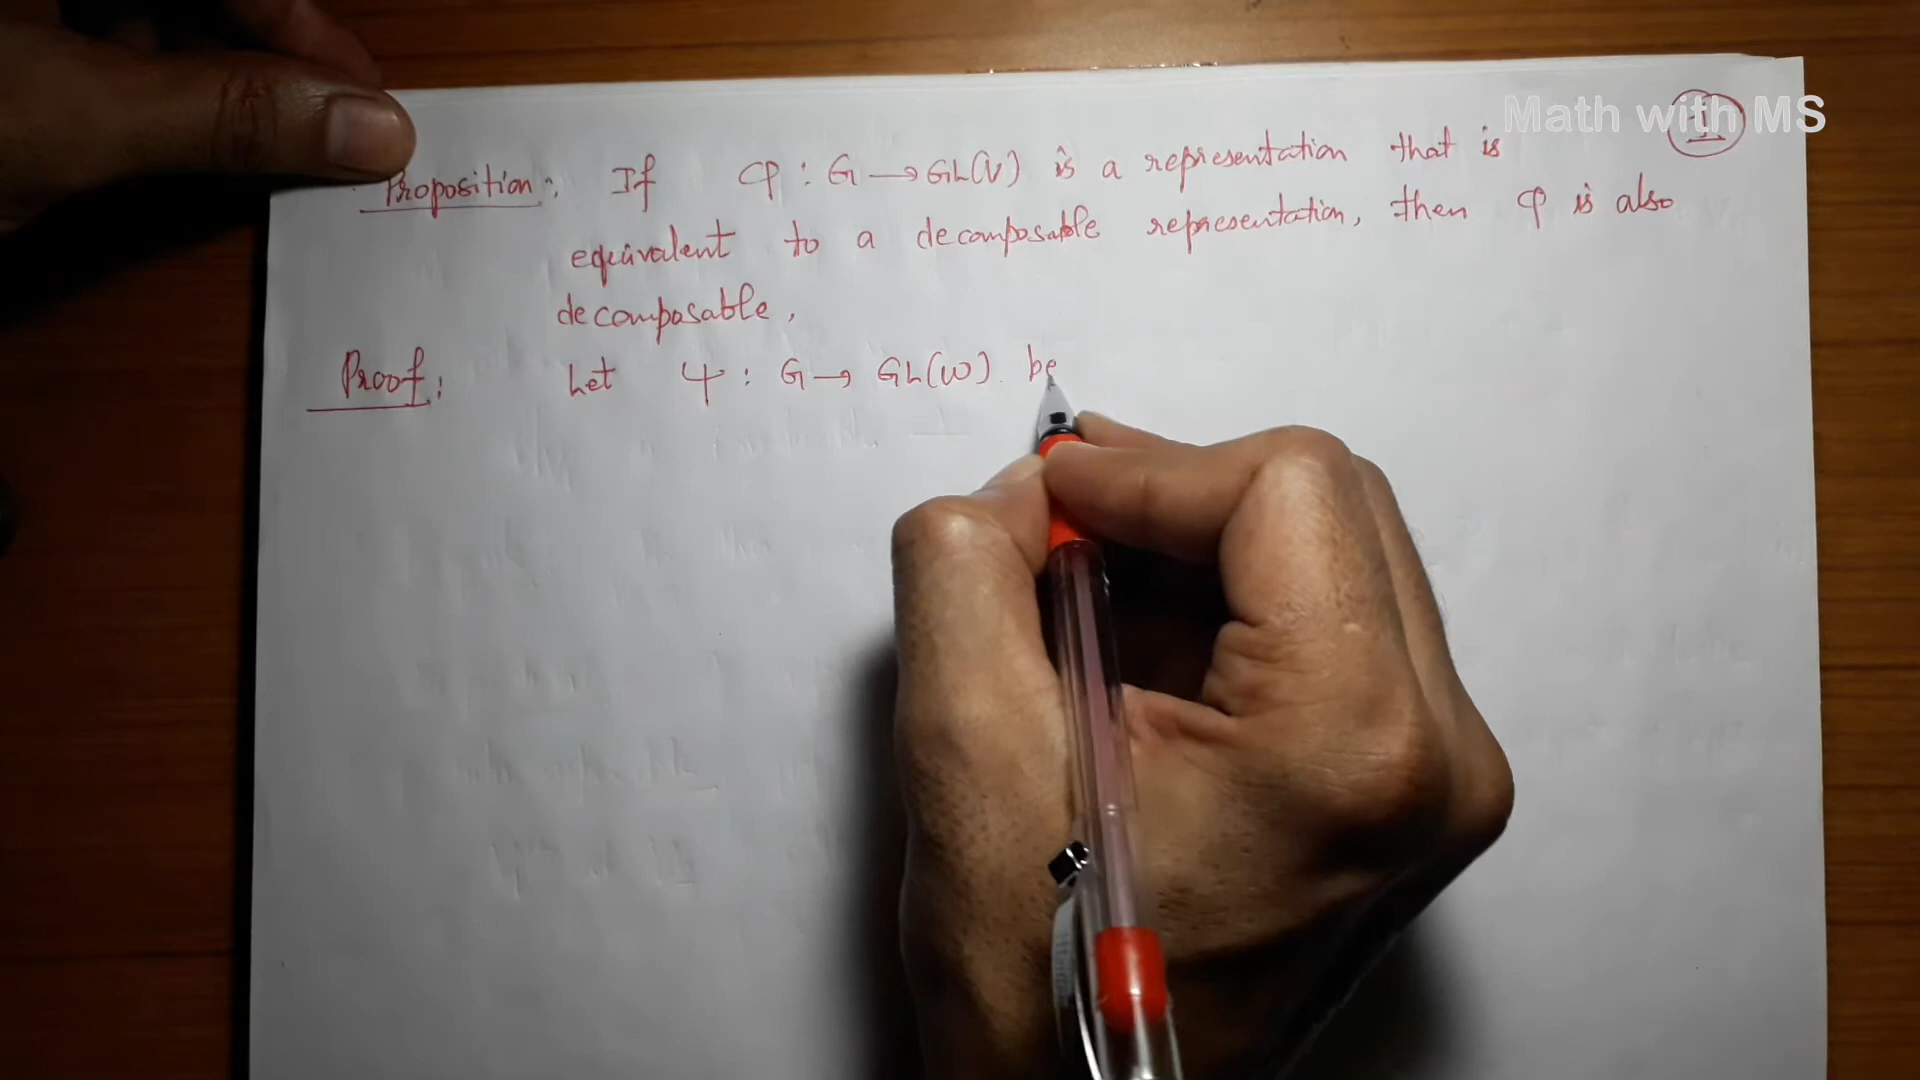 Math with MS
1
Proposition: If φ : G → GL(V) is a representation that is
equivalent to a decomposable representation, then φ is also
decomposable,
Proof: Let ψ : G → GL(W) be